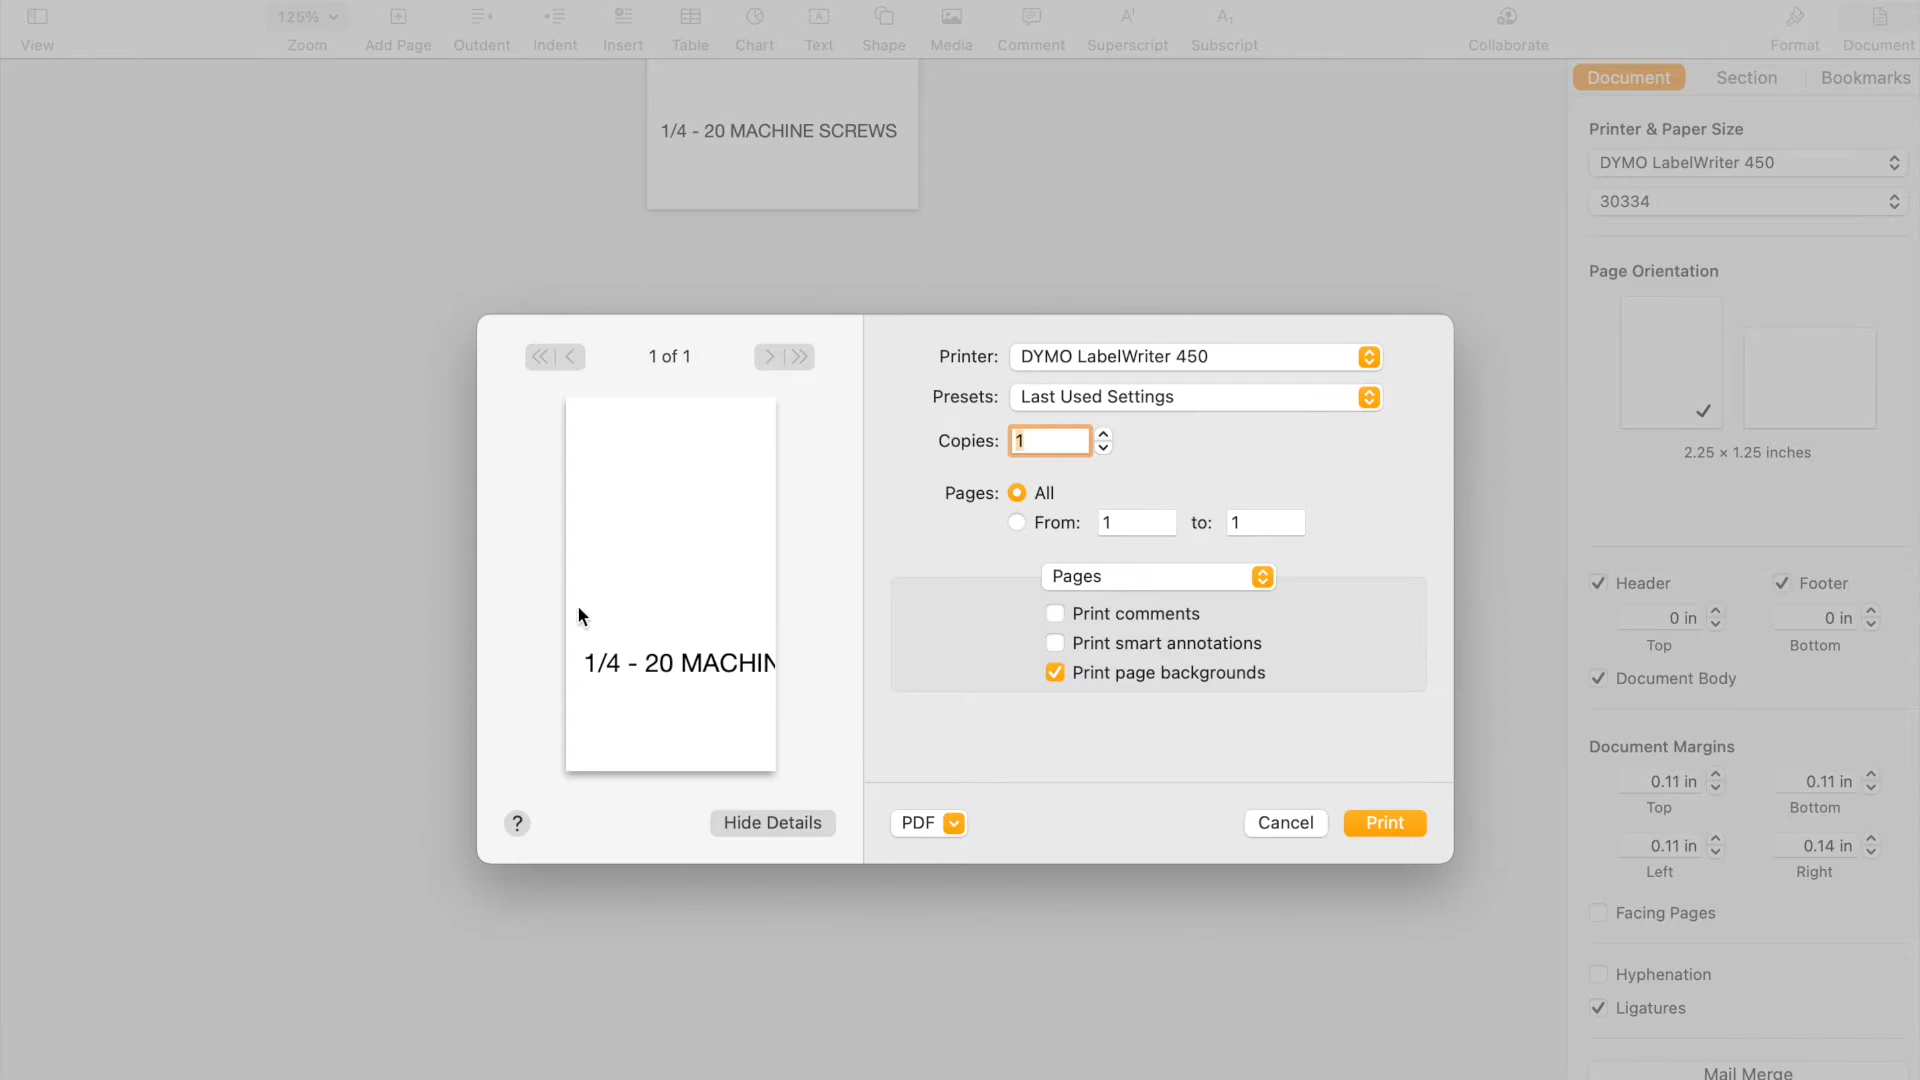 125%
View
Zoom
Add Page
Outdent
Indent
Insert
Table
Chart
Text
Shape
Media
Comment
Superscript
Subscript
Collaborate
Format
Document
Document
Section
Bookmarks
1/4 - 20 MACHINE SCREWS
Printer & Paper Size
DYMO LabelWriter 450
30334
Page Orientation
2.25 × 1.25 inches
Header
Footer
0 in
0 in
Top
Bottom
Document Body
Document Margins
0.11 in
0.11 in
Top
Bottom
0.11 in
0.14 in
Left
Right
Facing Pages
Hyphenation
Ligatures
Mail Merge
1 of 1
1/4 - 20 MACHIN
?
Hide Details
Printer: DYMO LabelWriter 450
Presets: Last Used Settings
Copies: 1
Pages: All
From: 1 to: 1
Pages
Print comments
Print smart annotations
Print page backgrounds
PDF
Cancel
Print